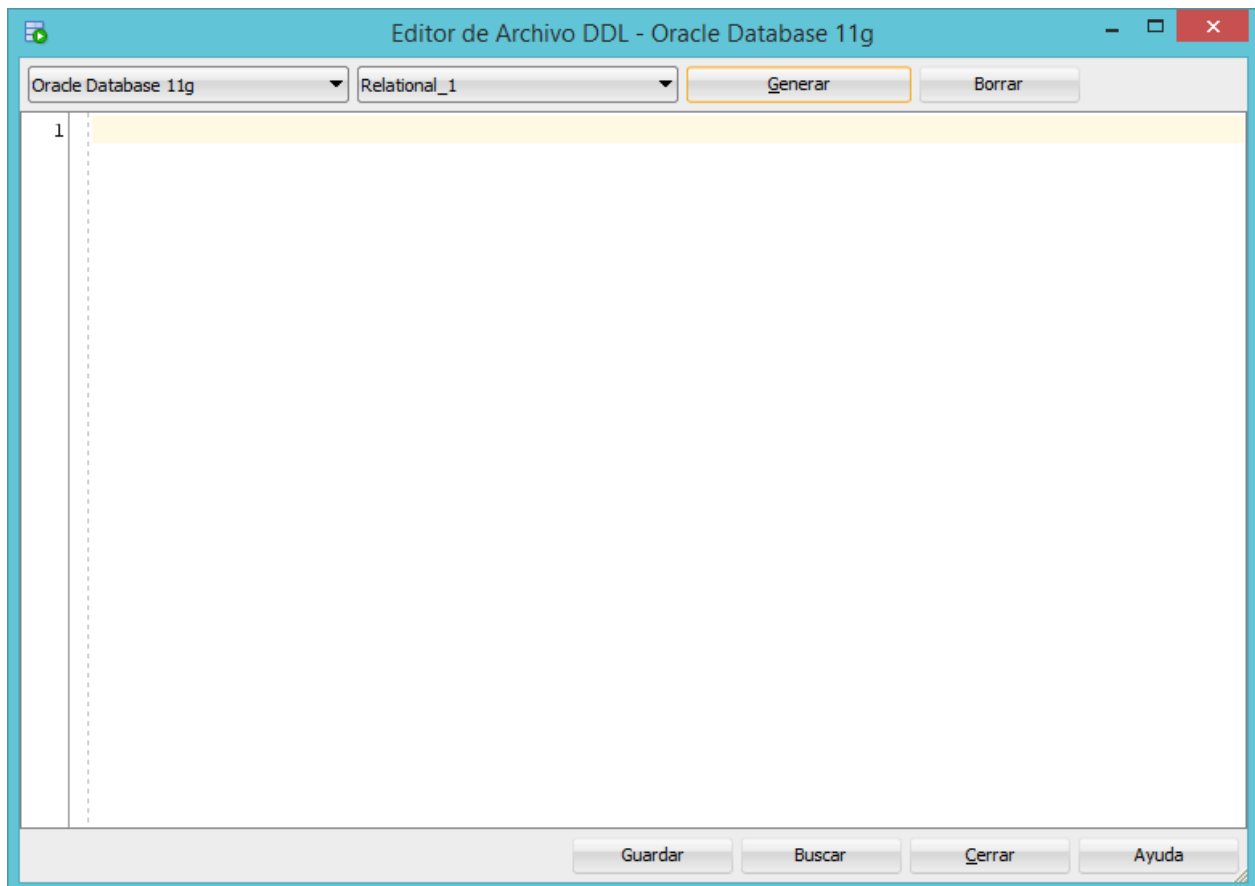 Editor de Archivo DDL - Oracle Database 11g
Oracle Database 11g Relational_1 Generar Borrar
1
Guardar Buscar Cerrar Ayuda